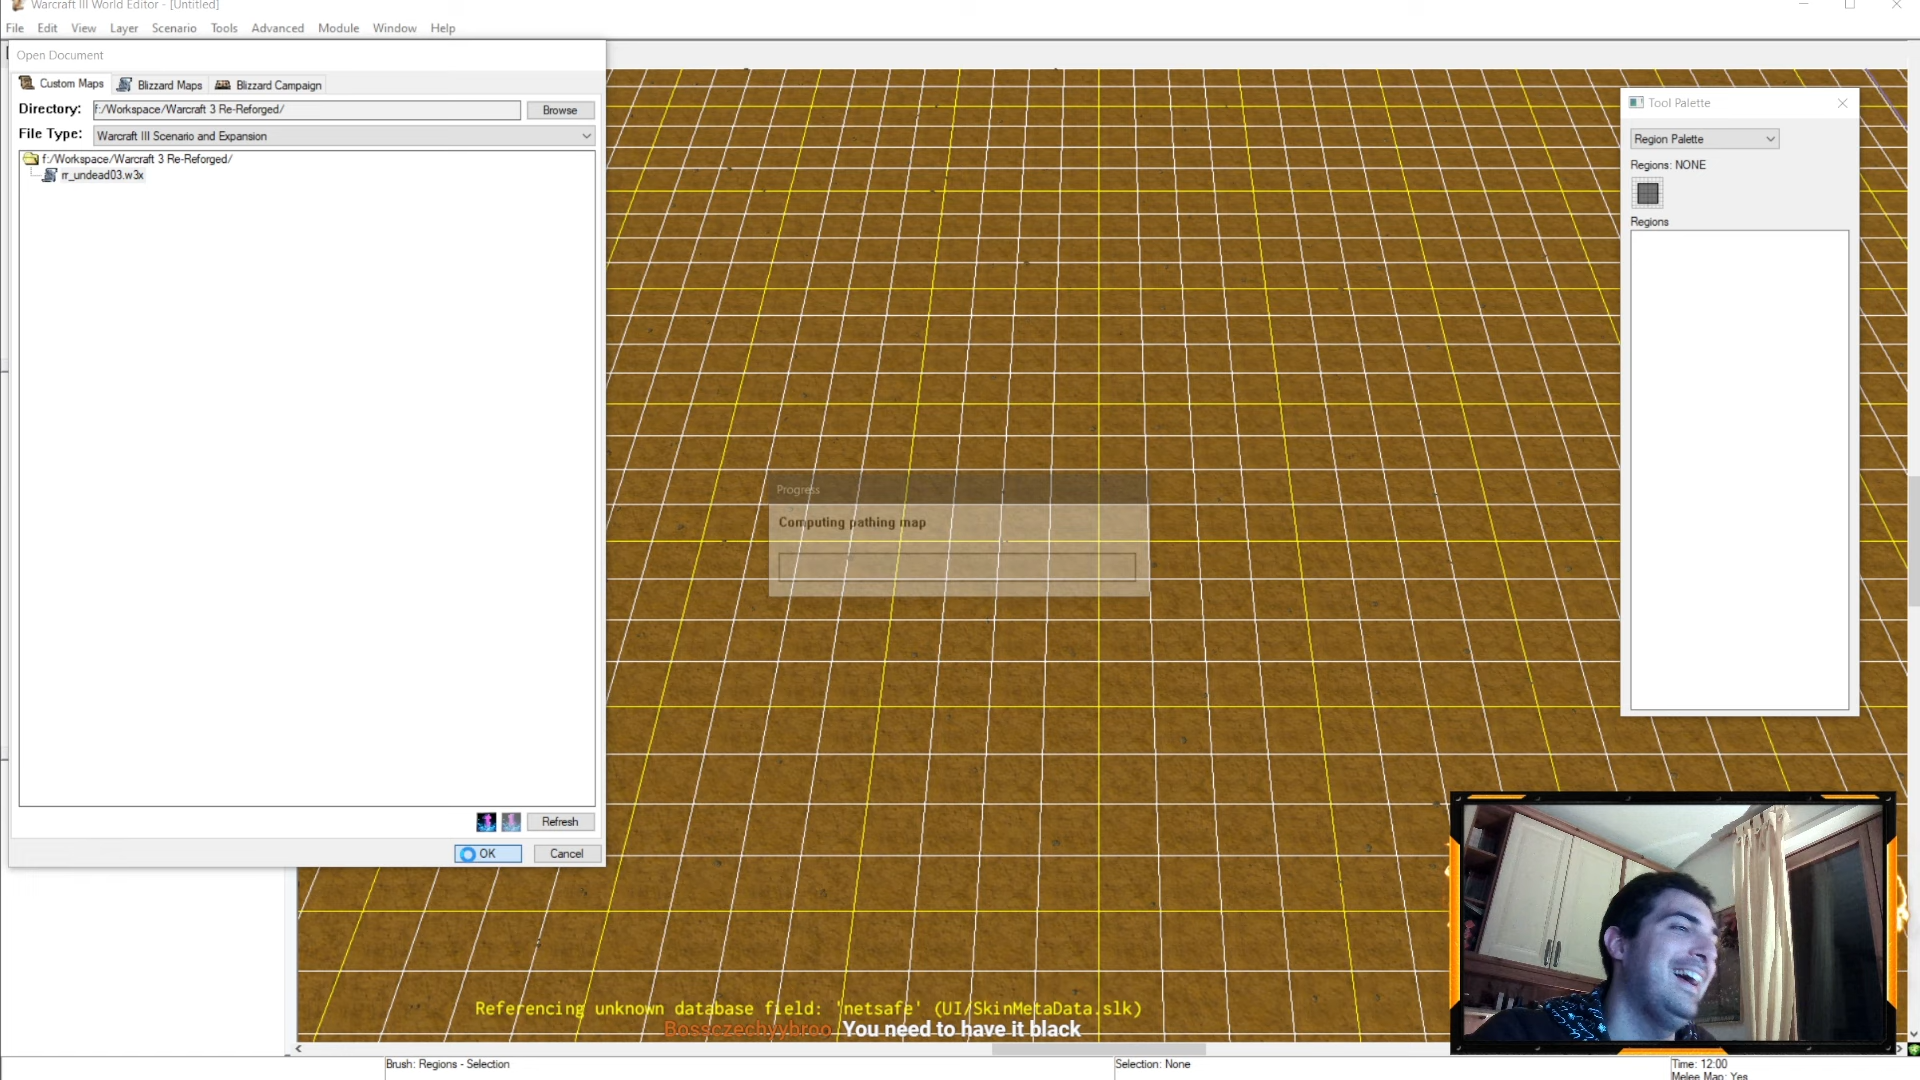 Warcraft III World Editor - [Untitled]
File Edit View Layer Scenario Tools Advanced Module Window Help
Open Document
Custom Maps Blizzard Maps Blizzard Campaign
Directory: f:/Workspace/Warcraft 3 Re-Reforged/ Browse
File Type: Warcraft III Scenario and Expansion
f:/Workspace/Warcraft 3 Re-Reforged/
rr_undead03.w3x
Refresh
OK Cancel
Progress
Computing pathing map
Tool Palette
Region Palette
Regions: NONE
Regions
Referencing unknown database field: 'netsafe' (UI/SkinMetaData.slk)
Bossczechyybroo You need to have it black
Brush: Regions - Selection
Selection: None
Time: 12:00
Melee Map: Yes